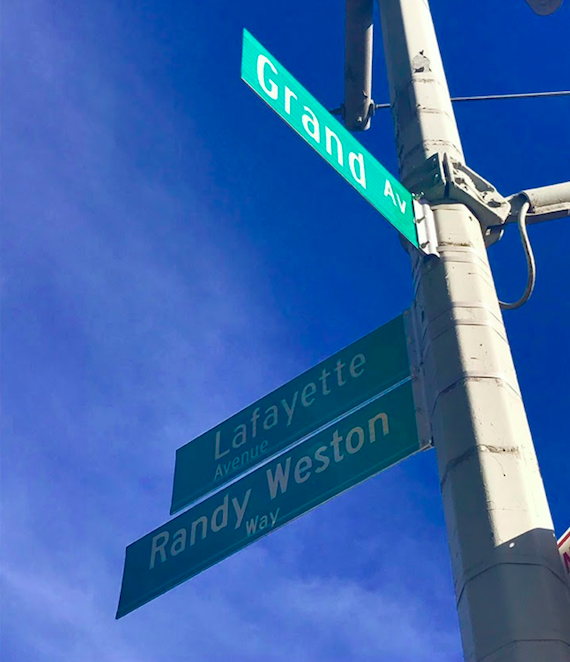 Grand Av
Lafayette
Avenue
Randy Weston
Way